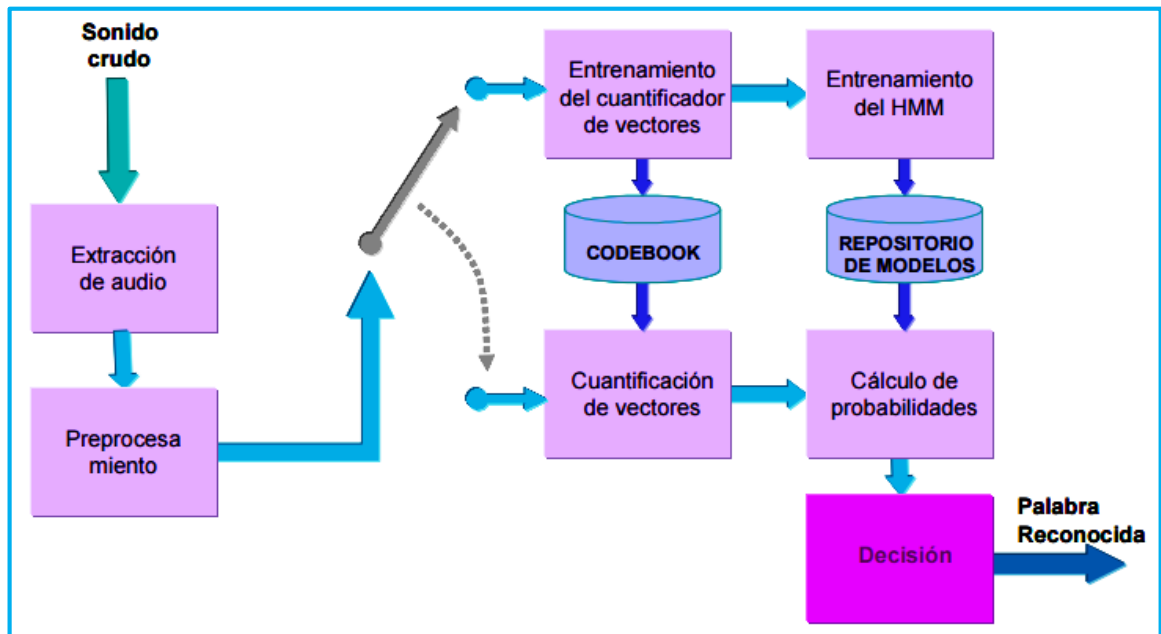 Sonido
crudo
Extracción
de audio
Preprocesa
miento
Entrenamiento
del cuantificador
de vectores
Entrenamiento
del HMM
CODEBOOK
REPOSITORIO
DE MODELOS
Cuantificación
de vectores
Cálculo de
probabilidades
Decisión
Palabra
Reconocida